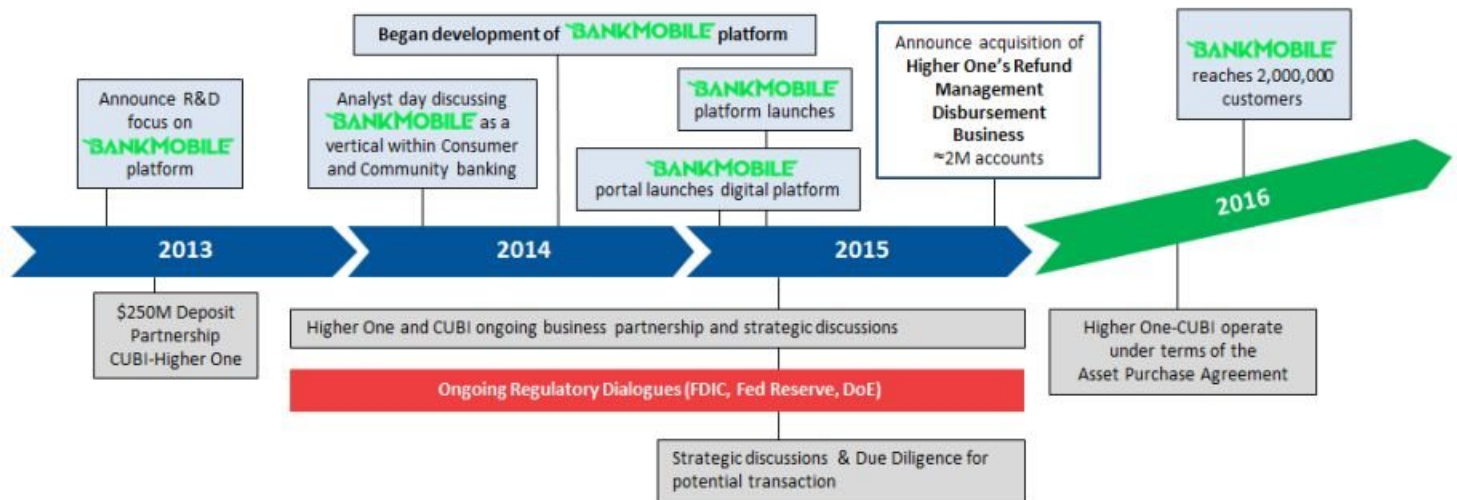 Began development of BANKMOBILE platform
Announce R&D
focus on
BANKMOBILE
platform
Analyst day discussing
BANKMOBILE as a
vertical within Consumer
and Community banking
BANKMOBILE
platform launches
BANKMOBILE
portal launches digital platform
Announce acquisition of
Higher One's Refund
Management
Disbursement
Business
≈2M accounts
BANKMOBILE
reaches 2,000,000
customers
2013
2014
2015
2016
$250M Deposit
Partnership
CUBI-Higher One
Higher One and CUBI ongoing business partnership and strategic discussions
Ongoing Regulatory Dialogues (FDIC, Fed Reserve, DoE)
Strategic discussions & Due Diligence for
potential transaction
Higher One-CUBI operate
under terms of the
Asset Purchase Agreement